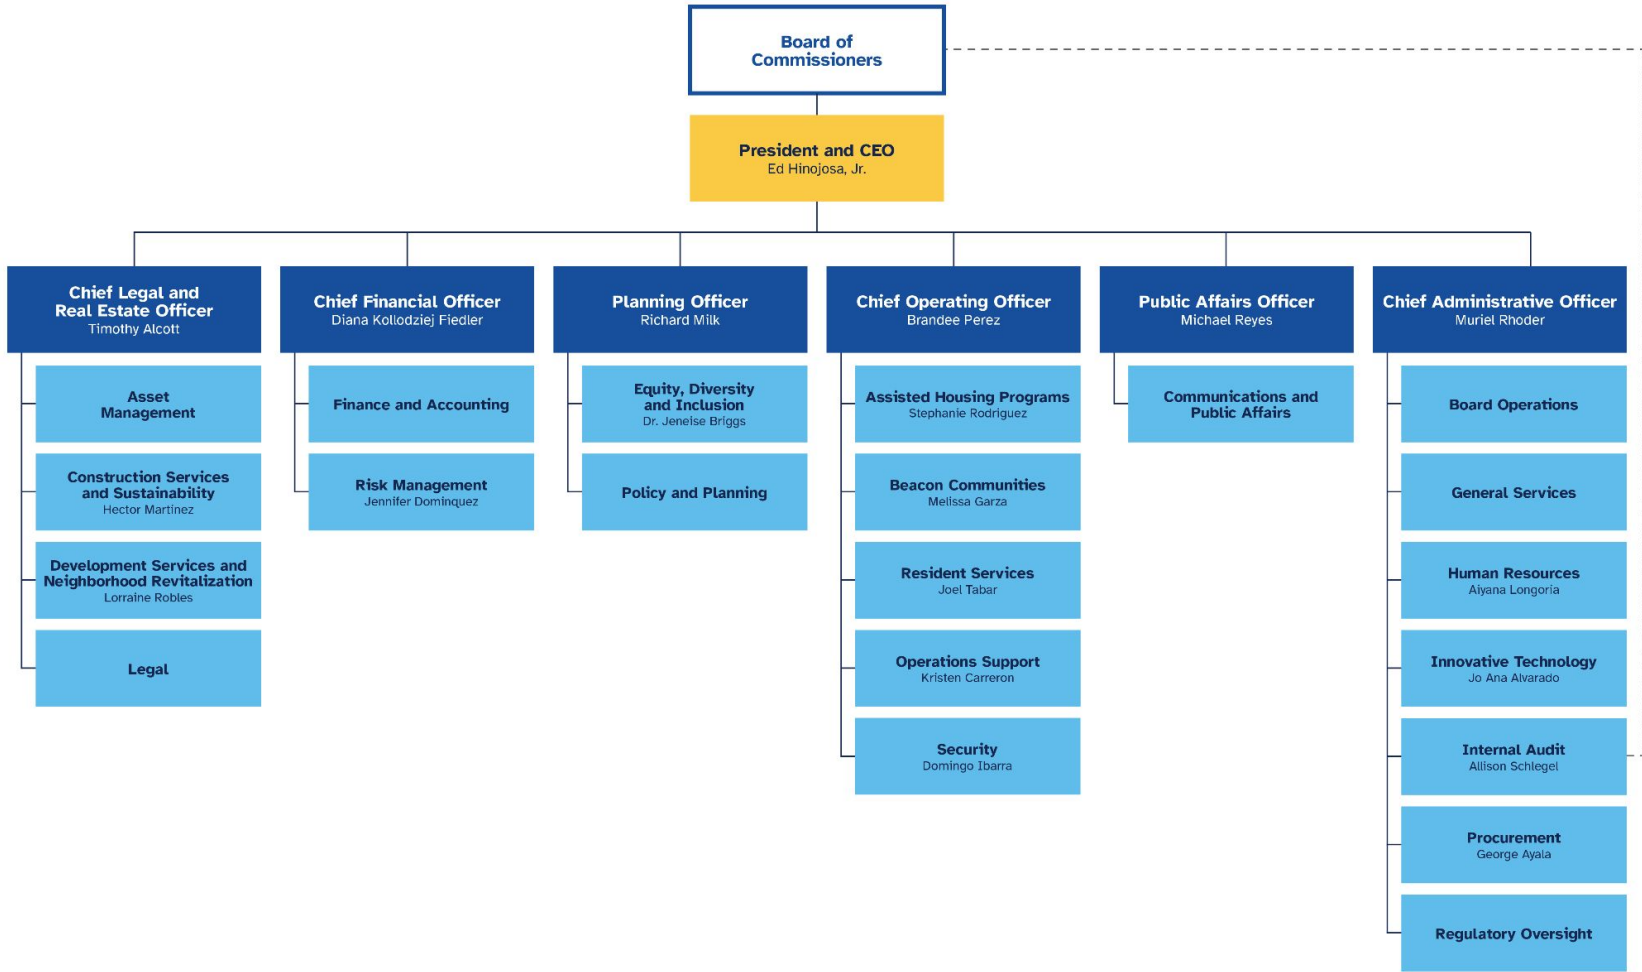 Board of
Commissioners
President and CEO
Ed Hinojosa, Jr.
Chief Legal and
Real Estate Officer
Timothy Alcott
Asset
Management
Construction Services
and Sustainability
Hector Martinez
Development Services and
Neighborhood Revitalization
Lorraine Robles
Legal
Chief Financial Officer
Diana Kollodziej Fiedler
Finance and Accounting
Risk Management
Jennifer Dominquez
Planning Officer
Richard Milk
Equity, Diversity
and Inclusion
Dr. Jeneise Briggs
Policy and Planning
Chief Operating Officer
Brandee Perez
Assisted Housing Programs
Stephanie Rodriguez
Beacon Communities
Melissa Garza
Resident Services
Joel Tabar
Operations Support
Kristen Carreron
Security
Domingo Ibarra
Public Affairs Officer
Michael Reyes
Communications and
Public Affairs
Chief Administrative Officer
Muriel Rhoder
Board Operations
General Services
Human Resources
Aiyana Longoria
Innovative Technology
Jo Ana Alvarado
Internal Audit
Allison Schlegel
Procurement
George Ayala
Regulatory Oversight